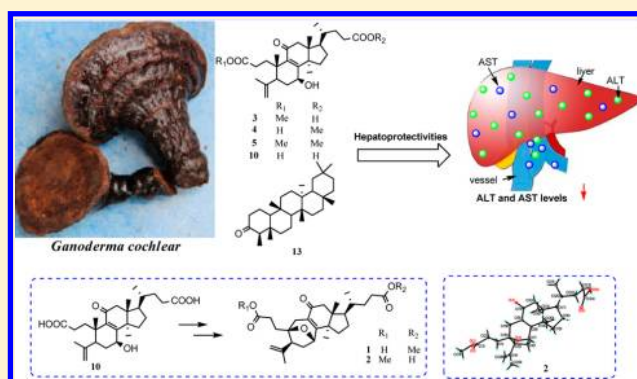 O
COOR₂
R₁OOC
OH
R₁ R₂
3 Me H
4 H Me
5 Me Me
10 H H
O
13
Ganoderma cochlear
Hepatoprotectivities
AST
liver
ALT
vessel
ALT and AST levels
O
COOH
HOOC
OH
10
O
R₁O
O
O
OR₂
O
R₁ R₂
1 H Me
2 Me H
2